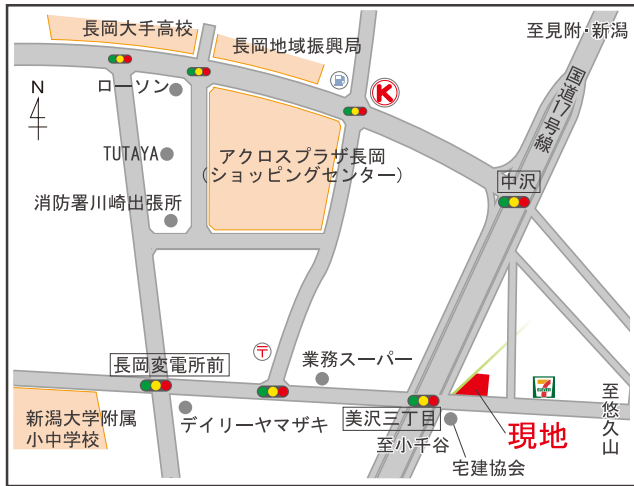 長岡大手高校
長岡地域振興局
至見附・新潟
国道17号線
N
ローソン
K
TUTAYA
アクロスプラザ長岡
(ショッピングセンター)
中沢
消防署川崎出張所
〒
長岡変電所前
業務スーパー
7
ELEVEN
至悠久山
新潟大学附属
小中学校
デイリーヤマザキ
美沢三丁目
現地
至小千谷
宅建協会